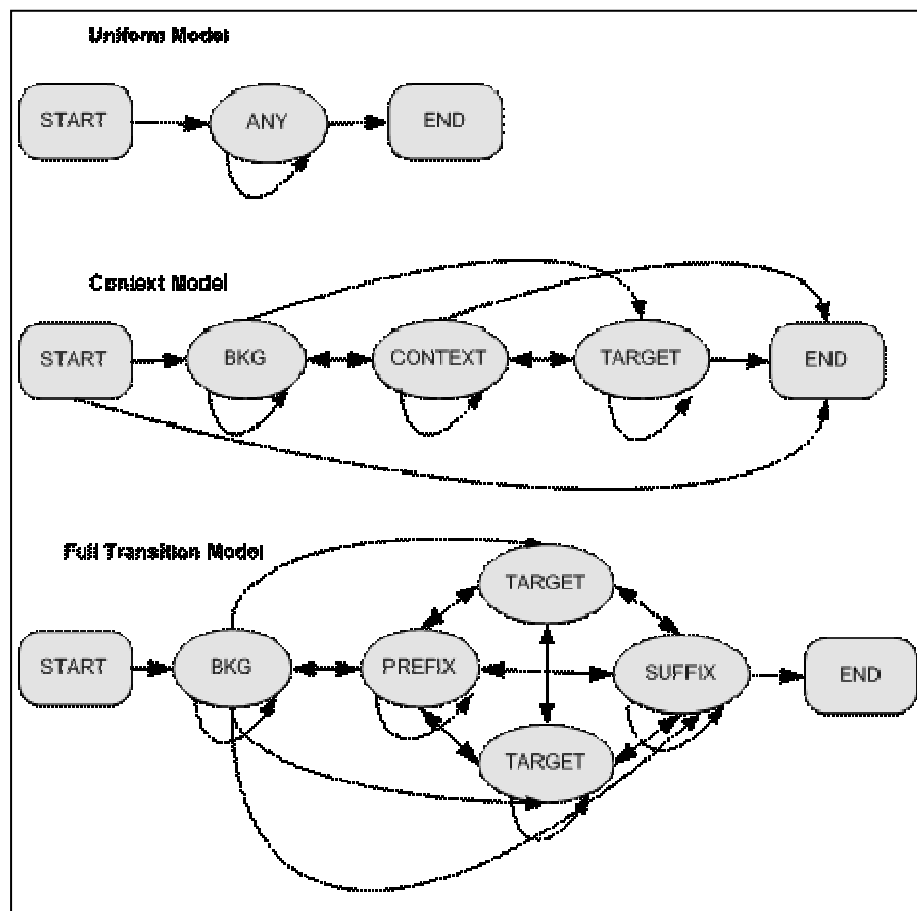 Uniform Model
START ANY END
Context Model
START BKG CONTEXT TARGET END
Full Transition Model
TARGET
START BKG PREFIX SUFFIX END
TARGET